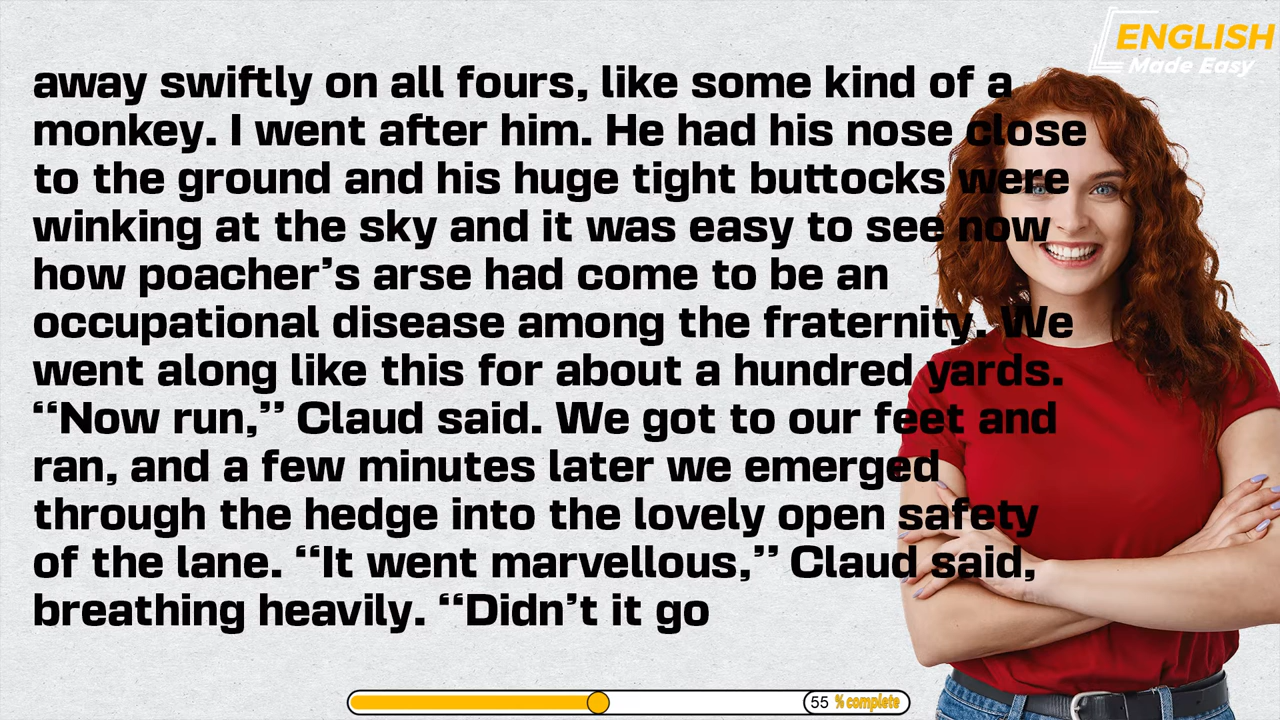 ENGLISH
Made Easy
away swiftly on all fours, like some kind of a
monkey. I went after him. He had his nose close
to the ground and his huge tight buttocks were
winking at the sky and it was easy to see now
how poacher’s arse had come to be an
occupational disease among the fraternity. We
went along like this for about a hundred yards.
“Now run,” Claud said. We got to our feet and
ran, and a few minutes later we emerged
through the hedge into the lovely open safety
of the lane. “It went marvellous,” Claud said,
breathing heavily. “Didn’t it go
55 % complete